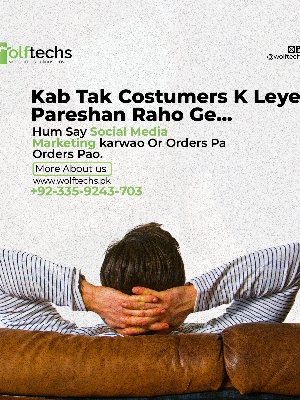 olftechs
@wolftechs
Kab Tak Costumers K Leye
Pareshan Raho Ge...
Hum Say Social Media
Marketing karwao Or Orders Pa
Orders Pao.
More About us
www.wolftechs.pk
+92-335-9243-703